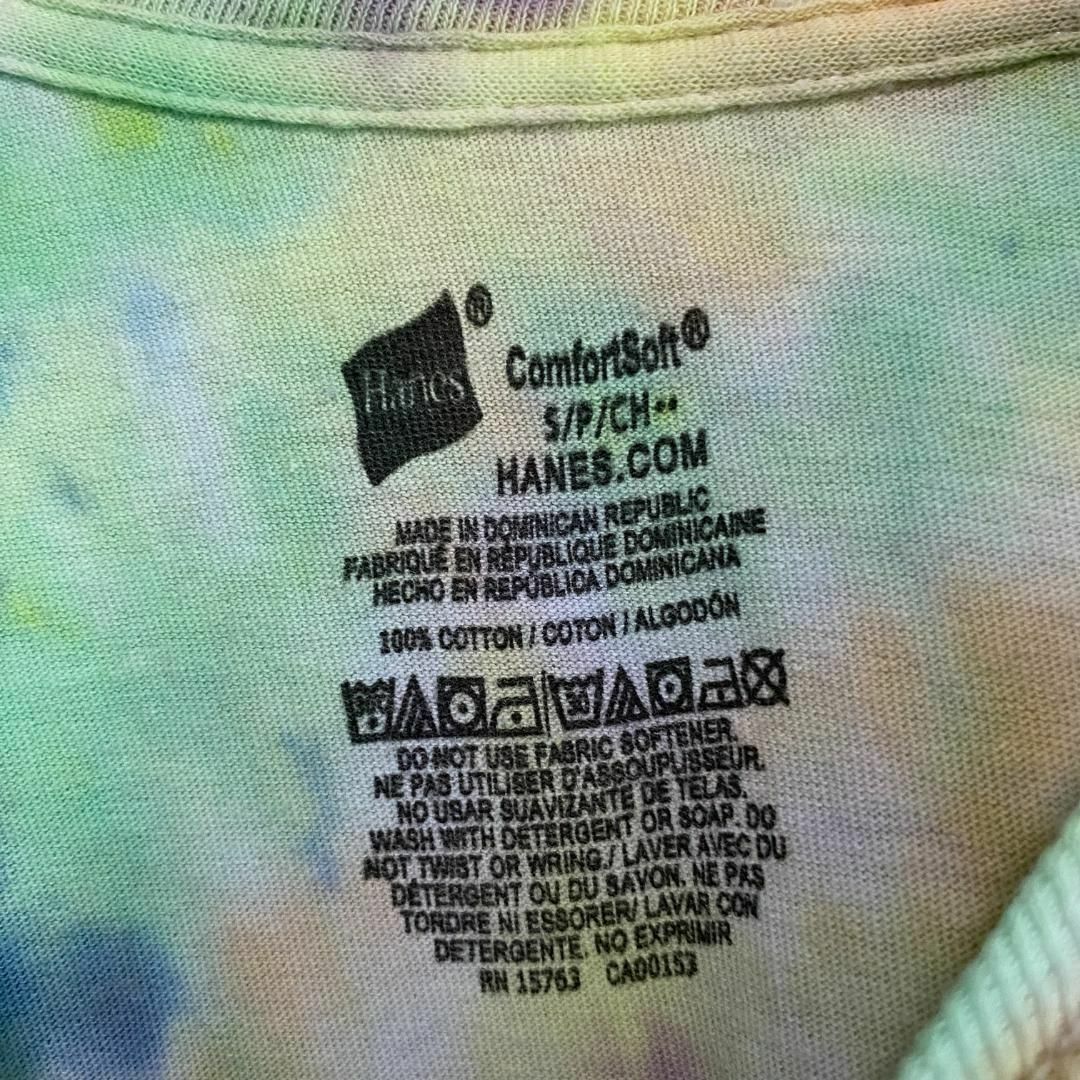 Hanes ®
ComfortSoft®
S/P/CH••
HANES.COM
MADE IN DOMINICAN REPUBLIC
FABRIQUÉ EN RÉPUBLIQUE DOMINICAINE
HECHO EN REPÚBLICA DOMINICANA
100% COTTON / COTON / ALGODÓN
30
DO NOT USE FABRIC SOFTENER.
NE PAS UTILISER D'ASSOUPLISSEUR.
NO USAR SUAVIZANTE DE TELAS.
WASH WITH DETERGENT OR SOAP. DO
NOT TWIST OR WRING./ LAVER AVEC DU
DÉTERGENT OU DU SAVON. NE PAS
TORDRE NI ESSORER/ LAVAR CON
DETERGENTE, NO EXPRIMIR
RN 15763 CA00153